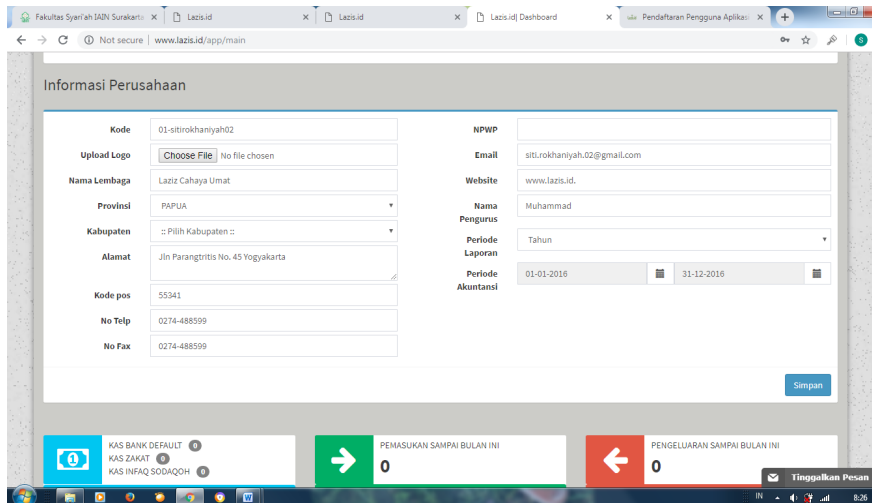 Fakultas Syari'ah IAIN Surakarta
Lazis.id
Lazis.id
Lazis.id| Dashboard
Pendaftaran Pengguna Aplikasi
Not secure | www.lazis.id/app/main
S
Informasi Perusahaan
Kode 01-sitirokhaniyah02
Upload Logo Choose File No file chosen
Nama Lembaga Laziz Cahaya Umat
Provinsi PAPUA
Kabupaten :: Pilih Kabupaten ::
Alamat Jln Parangtritis No. 45 Yogyakarta
Kode pos 55341
No Telp 0274-488599
No Fax 0274-488599
NPWP
Email siti.rokhaniyah.02@gmail.com
Website www.lazis.id.
Nama Pengurus Muhammad
Periode Laporan Tahun
Periode Akuntansi 01-01-2016 31-12-2016
Simpan
1
KAS BANK DEFAULT 0
KAS ZAKAT 0
KAS INFAQ SODAQOH 0
PEMASUKAN SAMPAI BULAN INI
0
PENGELUARAN SAMPAI BULAN INI
0
Tinggalkan Pesan
W
IN
8:26